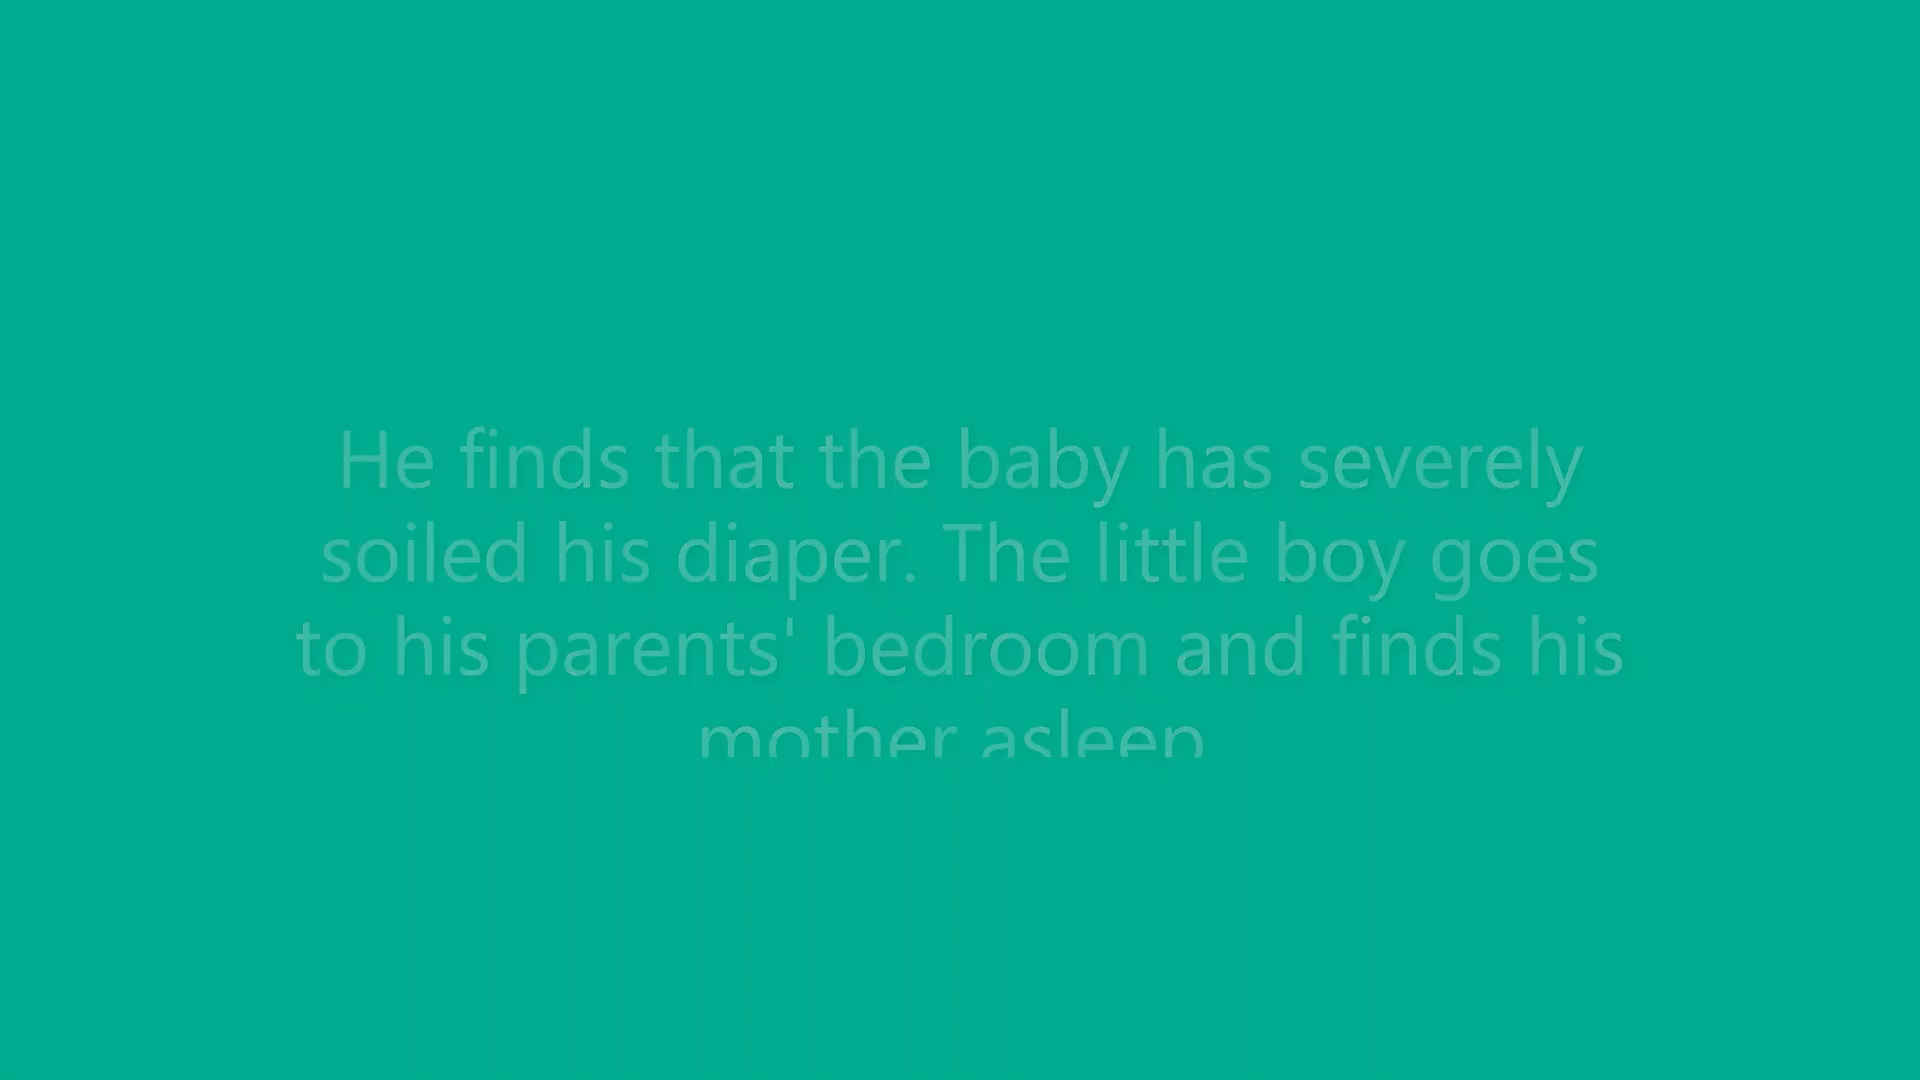 He finds that the baby has severely
soiled his diaper. The little boy goes
to his parents' bedroom and finds his
mother asleep